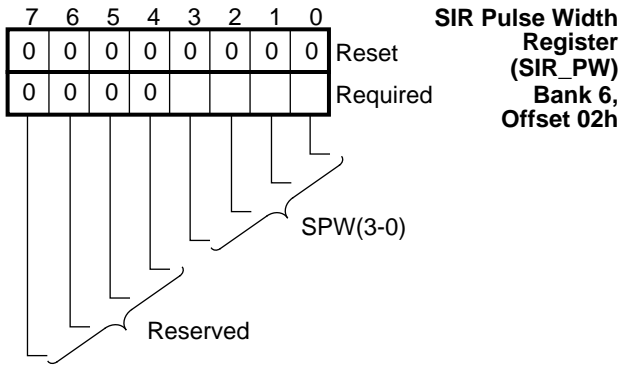 7 6 5 4 3 2 1 0
SIR Pulse Width
Register
(SIR_PW)
Bank 6,
Offset 02h
0 0 0 0 0 0 0 0 Reset
0 0 0 0 Required
SPW(3-0)
Reserved